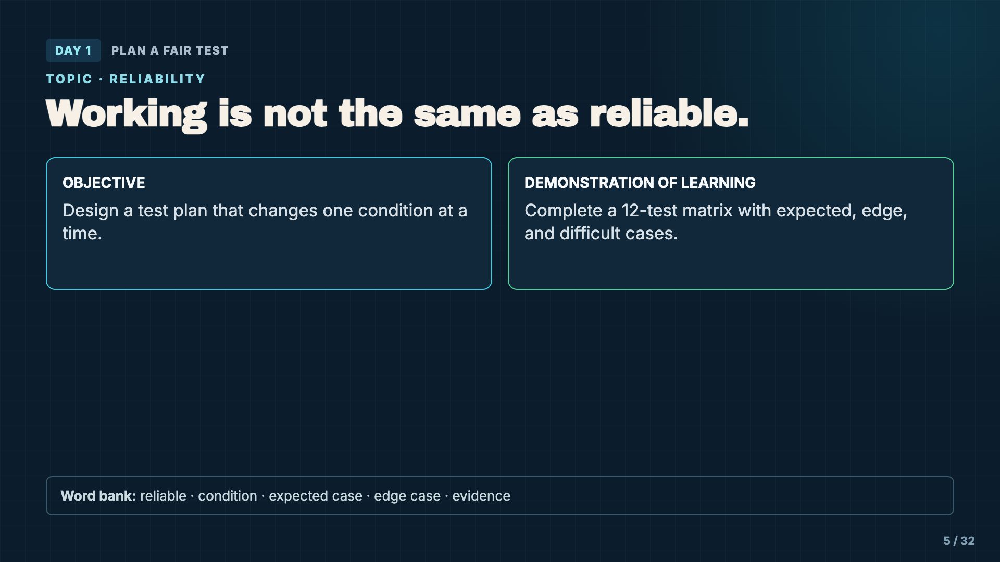 DAY 1 PLAN A FAIR TEST
TOPIC · RELIABILITY
Working is not the same as reliable.
OBJECTIVE
Design a test plan that changes one condition at a
time.
DEMONSTRATION OF LEARNING
Complete a 12-test matrix with expected, edge,
and difficult cases.
Word bank: reliable · condition · expected case · edge case · evidence
5 / 32